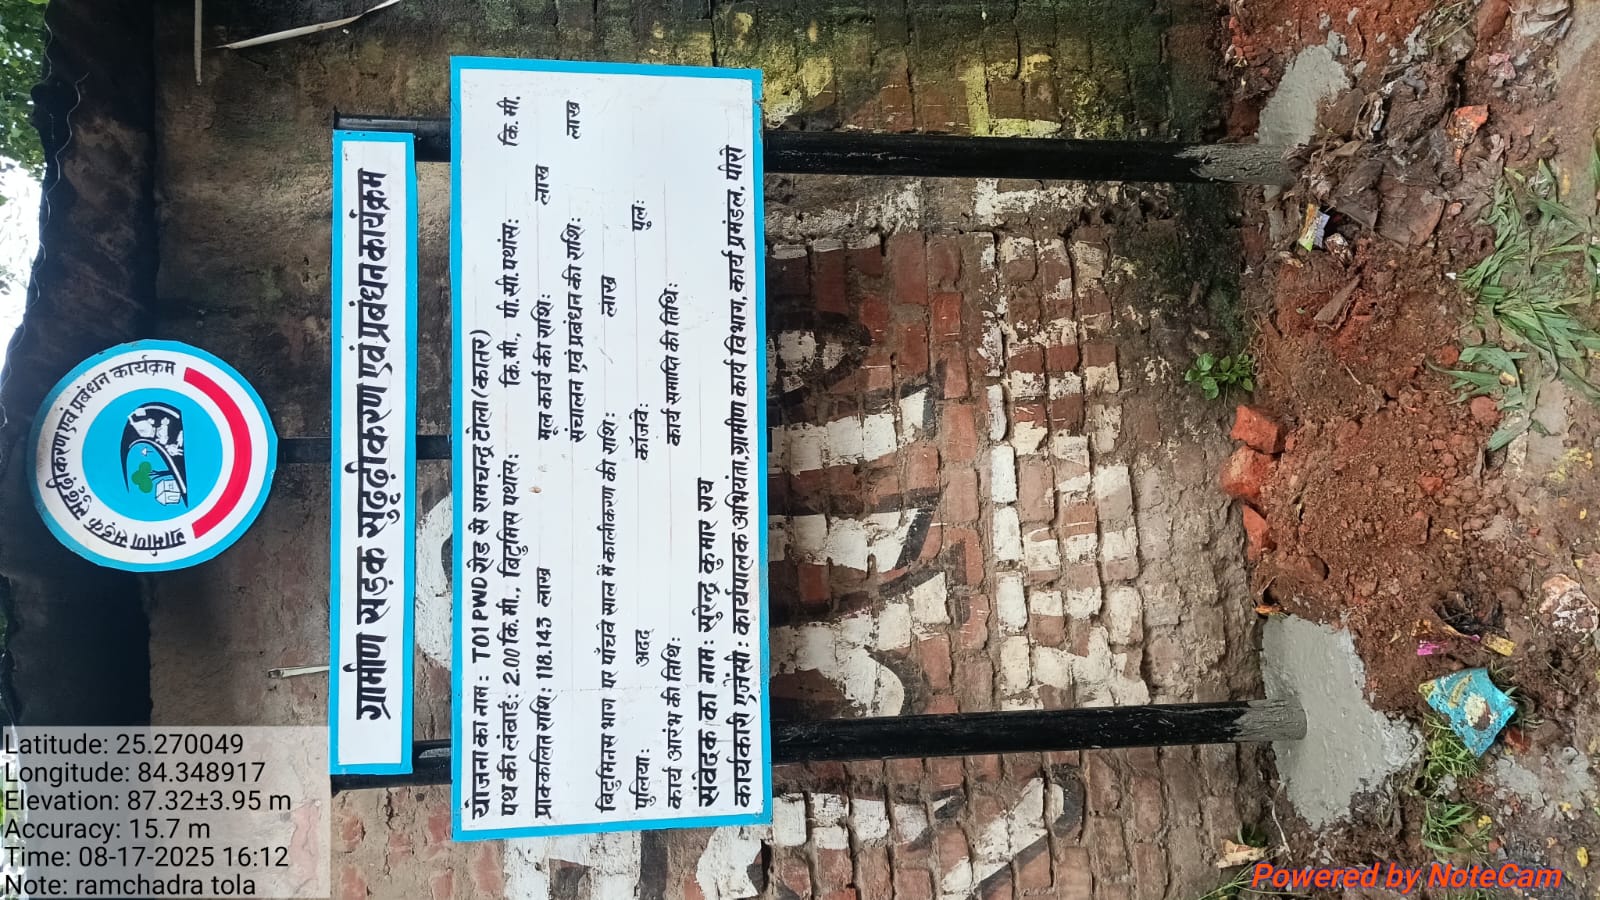 ग्रामीण सड़क सुदृढ़ीकरण एवं प्रबंधन कार्यक्रम
ग्रामीण सड़क सुदृढ़ीकरण एवं प्रबंधन कार्यक्रम
योजना का नाम : T01 PWD रोड से रामचन्द्र टोला (कातर)
पथ की लंबाई: 2.00 कि.मी., बिटुमिस पथांस: कि.मी., पी.सी.पथांस: कि.मी.
प्राक्कलित राशि: 118.143 लाख मूल कार्य की राशि: लाख
संचालन एवं प्रबंधन की राशि: लाख
बिटुमिनस भाग पर पाँचवे साल में कालीकरण की राशि: लाख
पुलिया: अदद् कांजवे: पुल:
कार्य आरंभ की तिथि: कार्य समाप्ति की तिथि:
संवेदक का नाम : सुरेन्द्र कुमार राय
कार्यकारी एजेंसी : कार्यपालक अभियंता, ग्रामीण कार्य विभाग, कार्य प्रमंडल, पीरो
Latitude: 25.270049
Longitude: 84.348917
Elevation: 87.32±3.95 m
Accuracy: 15.7 m
Time: 08-17-2025 16:12
Note: ramchadra tola
Powered by NoteCam